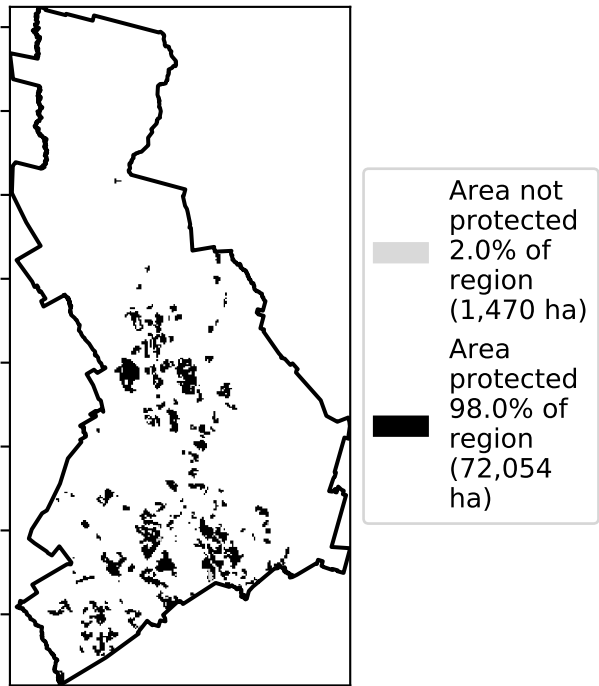 Area not
protected
2.0% of
region
(1,470 ha)
Area
protected
98.0% of
region
(72,054
ha)